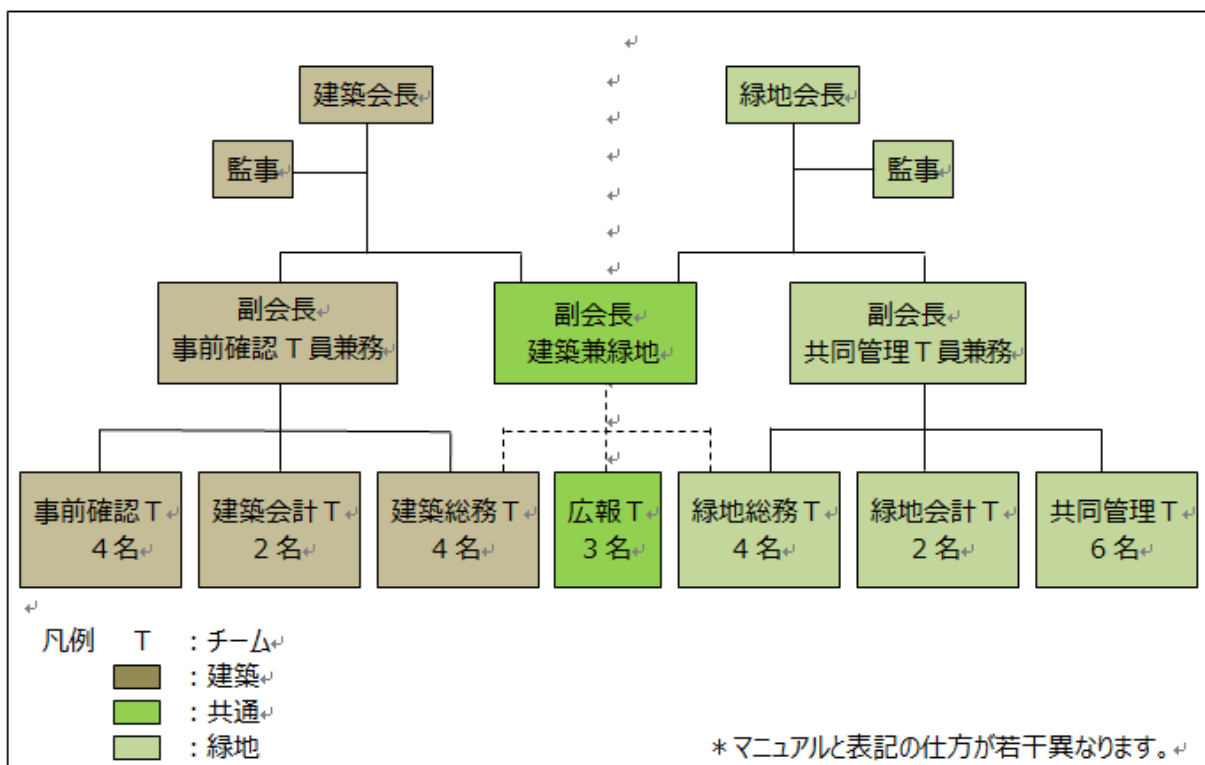 建築会長
緑地会長
監事
監事
副会長
事前確認T員兼務
副会長
建築兼緑地
副会長
共同管理T員兼務
事前確認T
4名
建築会計T
2名
建築総務T
4名
広報T
3名
緑地総務T
4名
緑地会計T
2名
共同管理T
6名
凡例 T :チーム
:建築
:共通
:緑地
*マニュアルと表記の仕方が若干異なります。